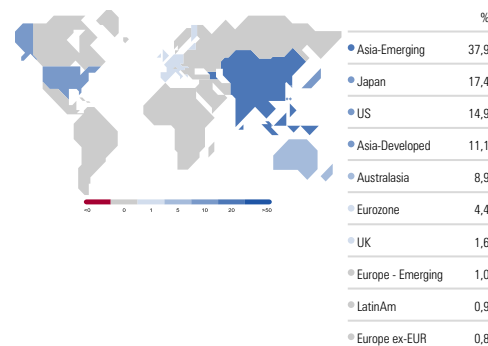 %
Asia-Emerging 37,9
Japan 17,4
US 14,9
Asia-Developed 11,1
Australasia 8,9
Eurozone 4,4
UK 1,6
Europe - Emerging 1,0
LatinAm 0,9
Europe ex-EUR 0,8
<0 0 1 5 10 20 >50